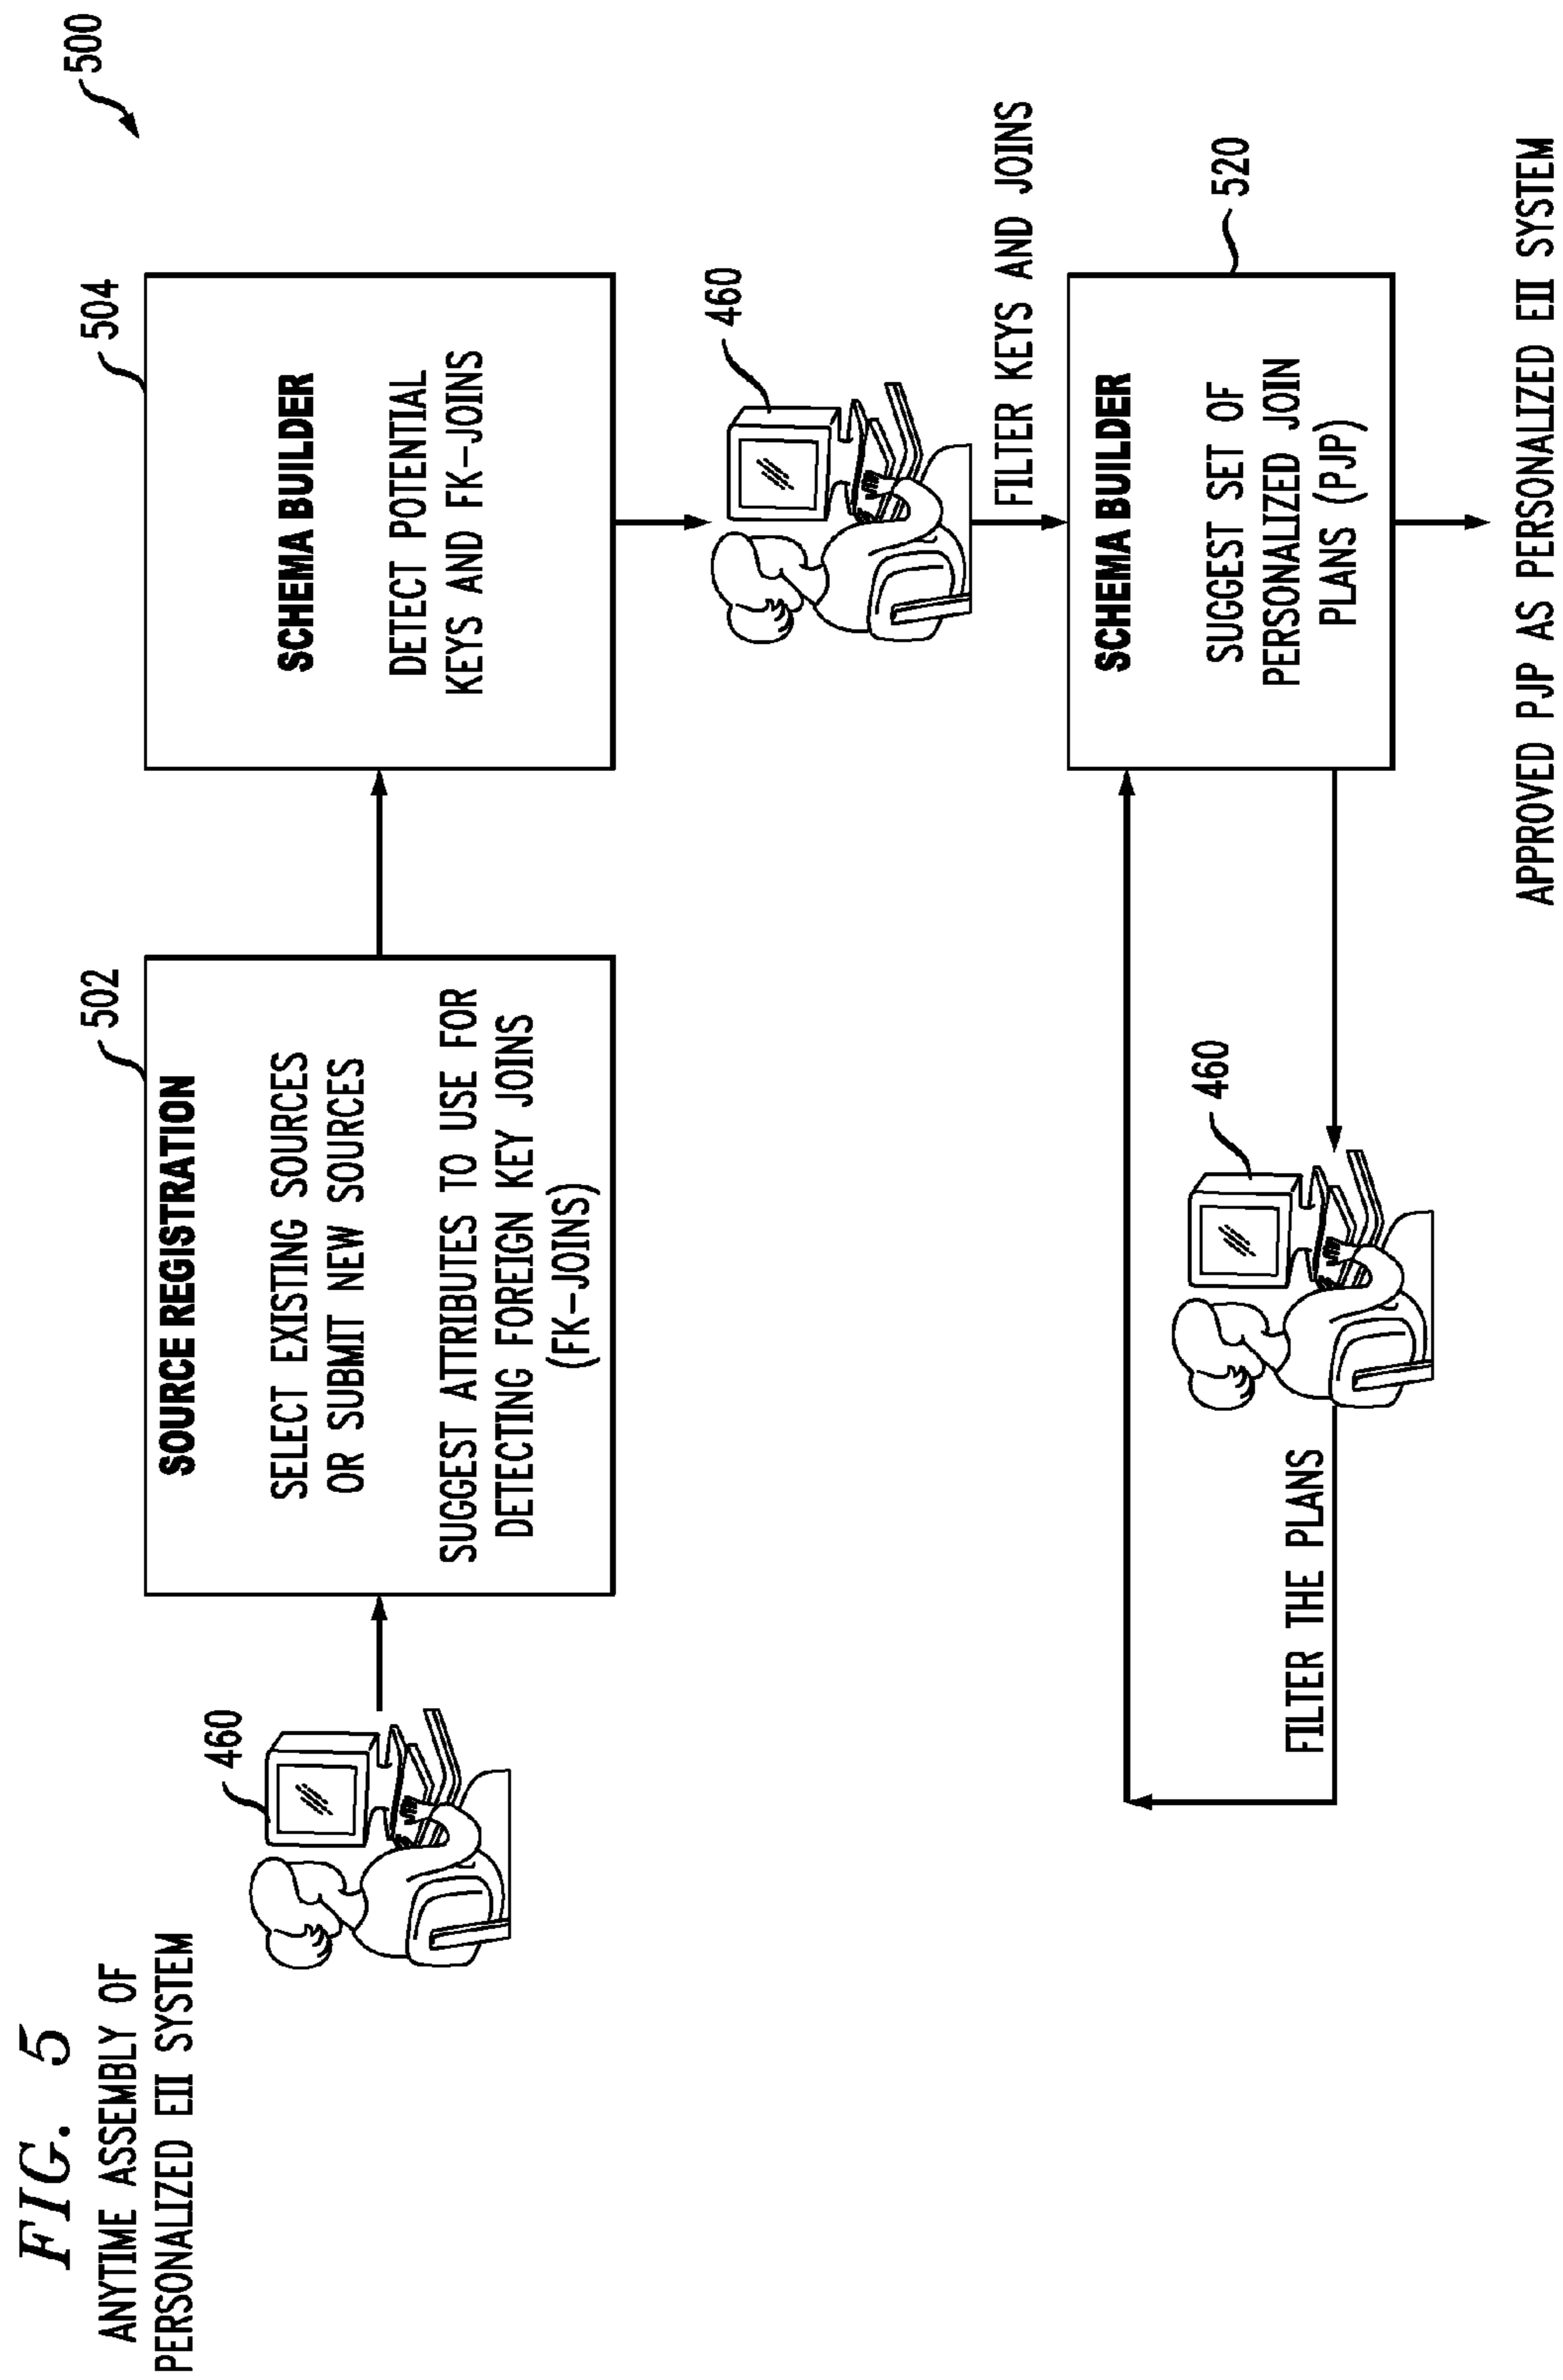 FIG. 5
ANYTIME ASSEMBLY OF
PERSONALIZED EII SYSTEM
500
460
502
SOURCE REGISTRATION
SELECT EXISTING SOURCES
OR SUBMIT NEW SOURCES
SUGGEST ATTRIBUTES TO USE FOR
DETECTING FOREIGN KEY JOINS
(FK-JOINS)
504
SCHEMA BUILDER
DETECT POTENTIAL
KEYS AND FK-JOINS
460
FILTER KEYS AND JOINS
520
SCHEMA BUILDER
SUGGEST SET OF
PERSONALIZED JOIN
PLANS (PJP)
460
FILTER THE PLANS
APPROVED PJP AS PERSONALIZED EII SYSTEM